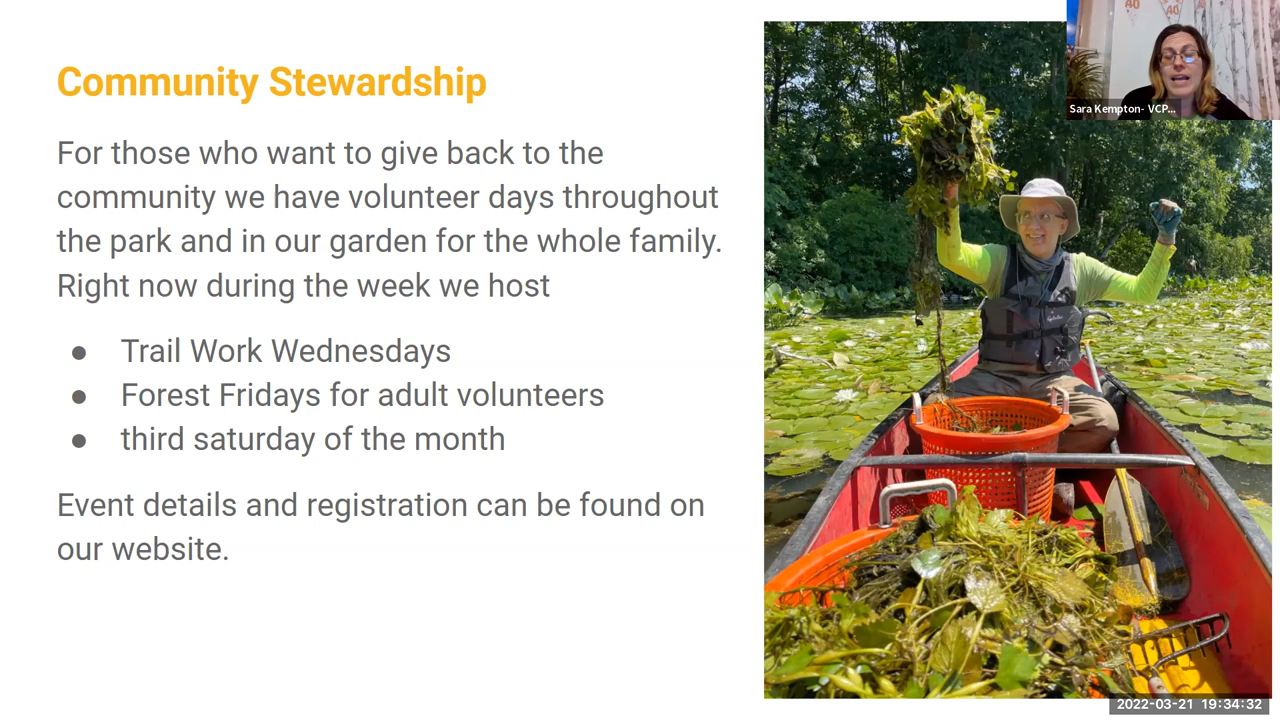 Community Stewardship
For those who want to give back to the
community we have volunteer days throughout
the park and in our garden for the whole family.
Right now during the week we host
● Trail Work Wednesdays
● Forest Fridays for adult volunteers
● third saturday of the month
Event details and registration can be found on
our website.
40
40
Sara Kempton- VCP...
2022-03-21 19:34:32